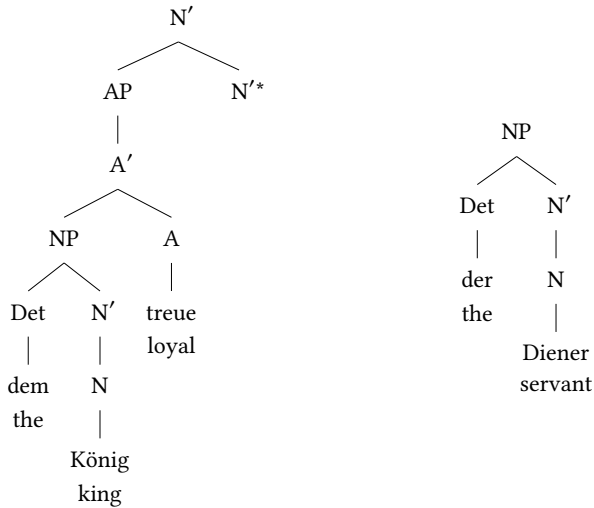 N′
AP N′*
A′
NP A
Det N′ treue
loyal
dem N
the
König
king
NP
Det N′
der N
the
Diener
servant